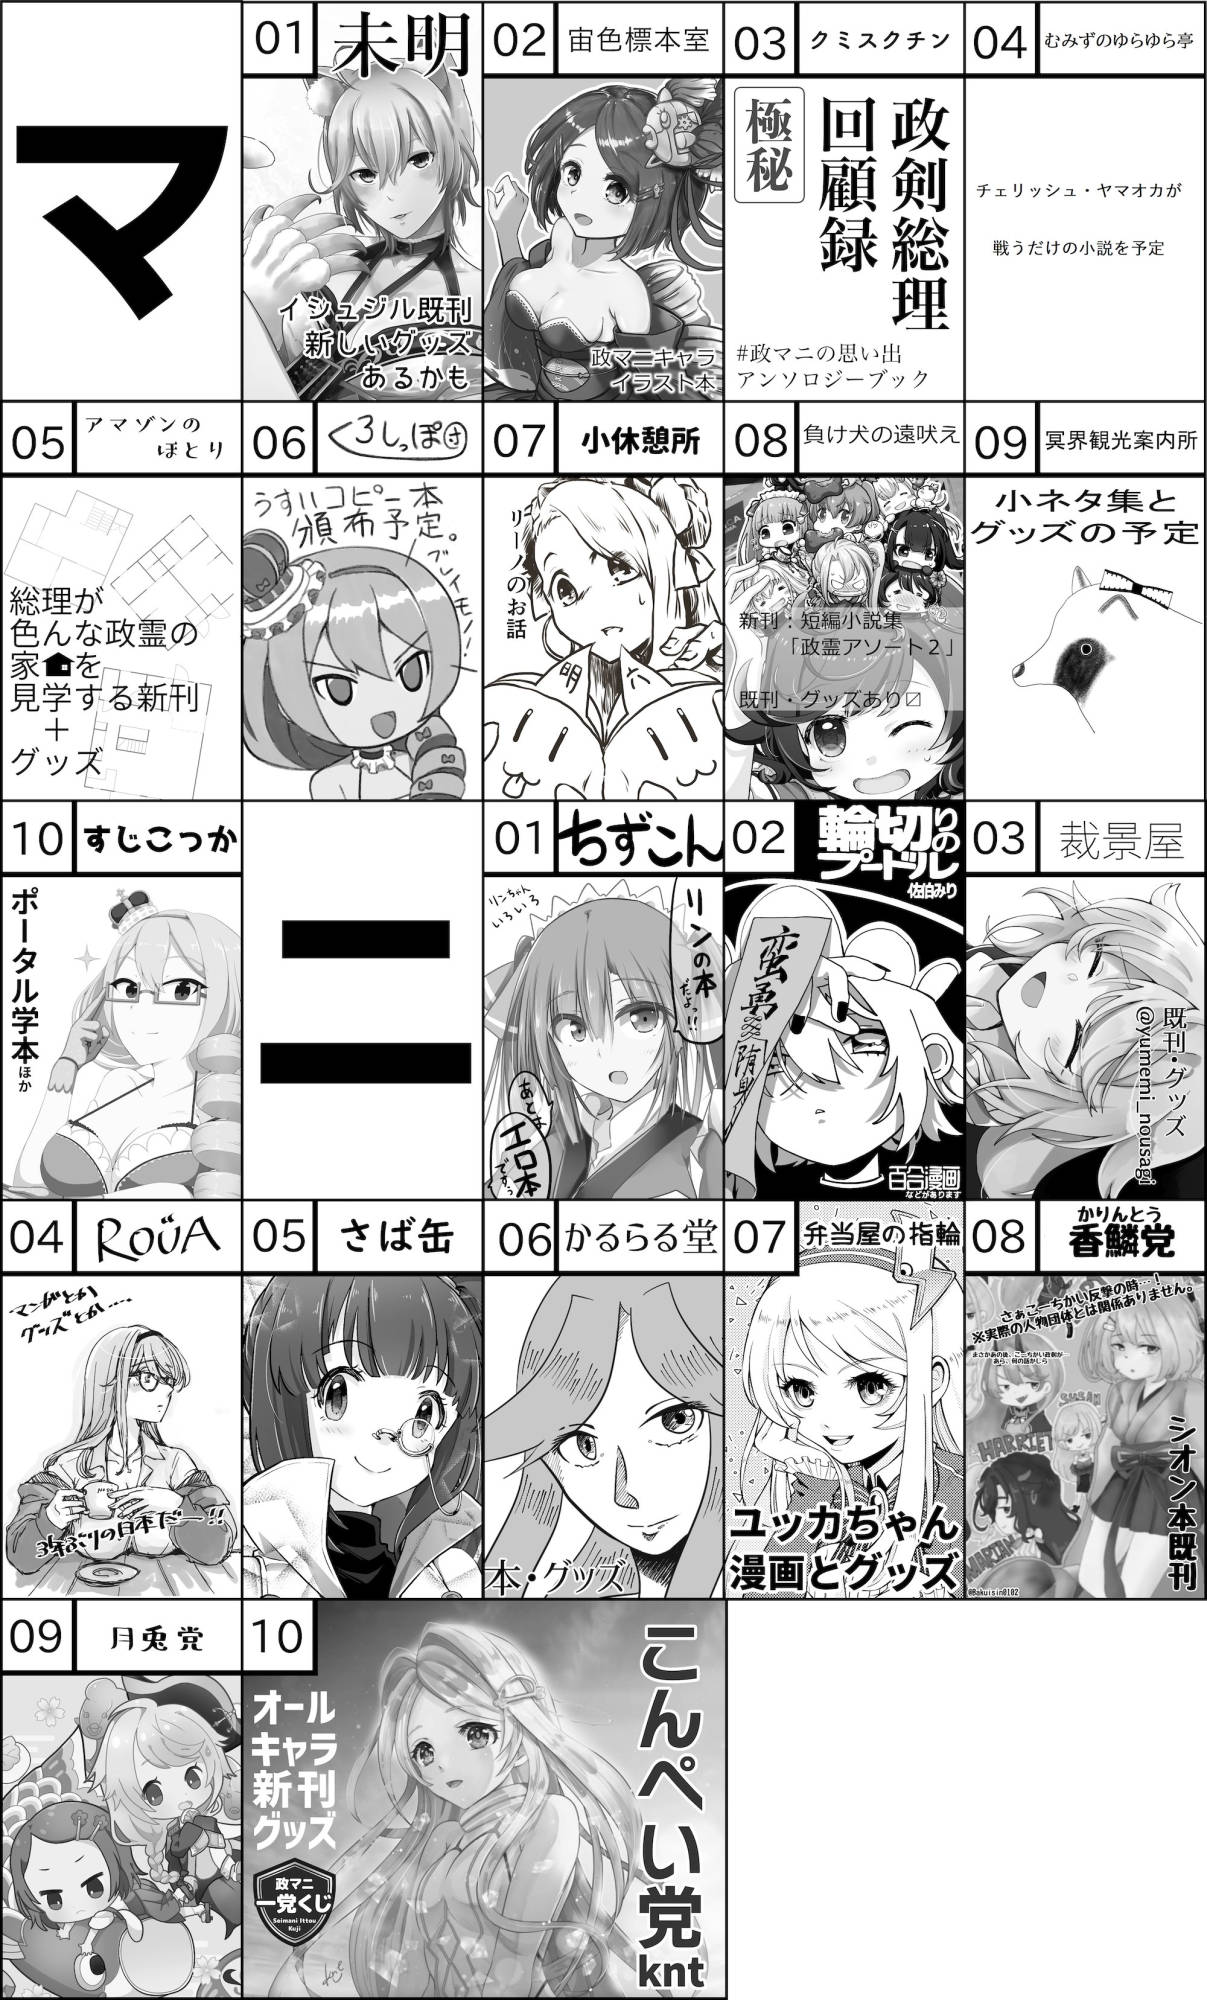 マ
01
未明
イシュジル既刊
新しいグッズ
あるかも
02
宙色標本室
政マニキャラ
イラスト本
03
クミスクチン
極秘
政剣総理
回顧録
#政マニの思い出
アンソロジーブック
04
むみずのゆらゆら亭
チェリッシュ・ヤマオカが
戦うだけの小説を予定
05
アマゾンの
ほとり
総理が
色んな政霊の
家を
見学する新刊
＋
グッズ
06
くろしっぽ
うすいコピー本
頒布予定。
07
小休憩所
リーノのお話
明
六
08
負け犬の遠吠え
新刊：短編小説集
「政霊アソート２」
既刊・グッズあり〼
09
冥界観光案内所
小ネタ集と
グッズの予定
10
すじこっか
ポータル学本ほか
ニ
01
ちずこん
リンちゃん
いろいろ
リンの本
だよっ!!
あとは
エロ本
ですっ
02
輪切りの
プードル
佐伯みり
蛮勇
百合漫画
などがあります
03
裁景屋
既刊・グッズ
@yumemi_nousagi
04
ROÜA
マンガとか
グッズとか....
3年ぶりの日本だー!!
05
さば缶
06
かるらる堂
本・グッズ
07
弁当屋の指輪
ユッカちゃん
漫画とグッズ
08
かりんとう
香鱗党
さぁこーちかい反撃の時…！
※実際の人物団体とは関係ありません。
SUSAN
HARRIET
MARIAM
シオン本既刊
@Bakuisin0102
09
月兎党
10
こんぺい党
knt
オール
キャラ
新刊
グッズ
政マニ
一党くじ
Seimani Ittou
Kuji